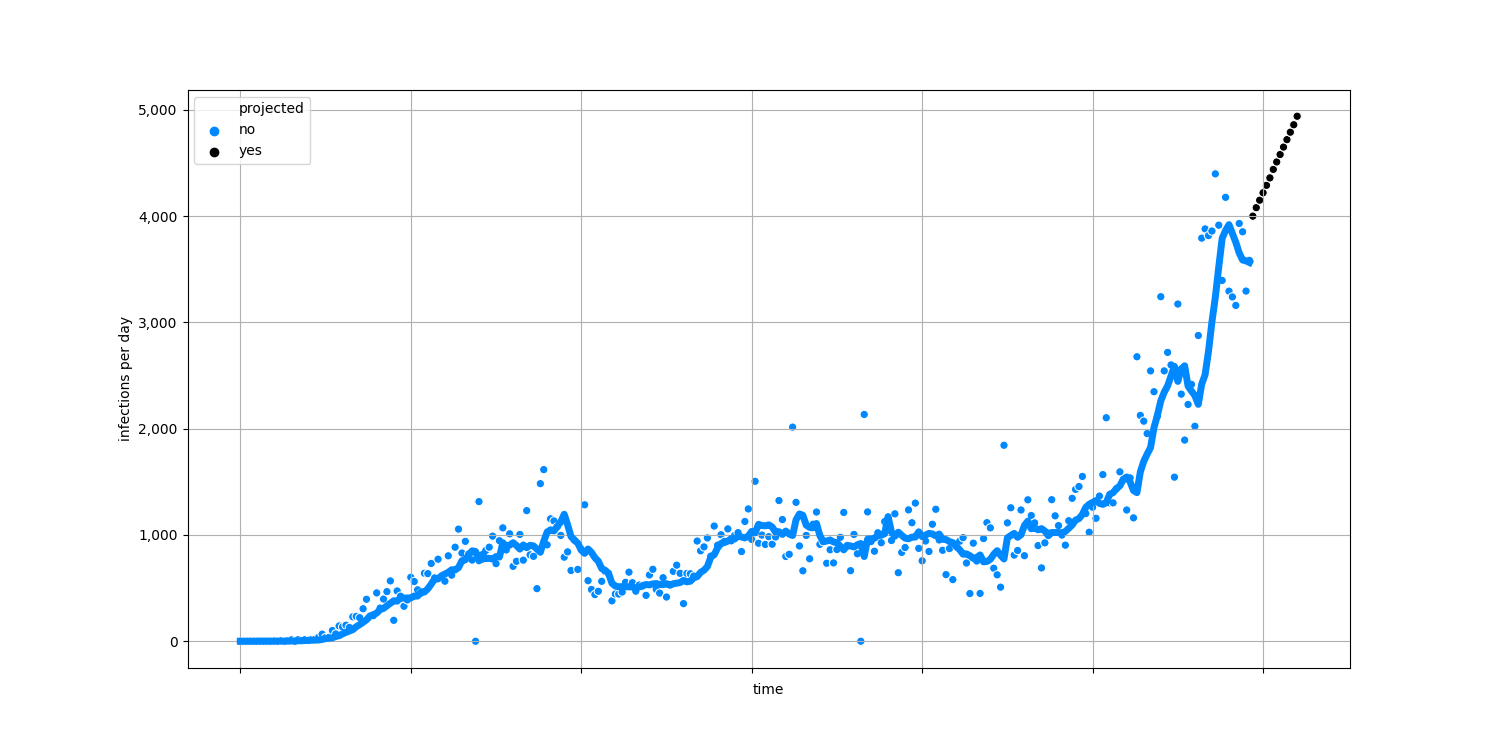 5,000
projected
no
yes
4,000
3,000
2,000
1,000
0
infections per day
time